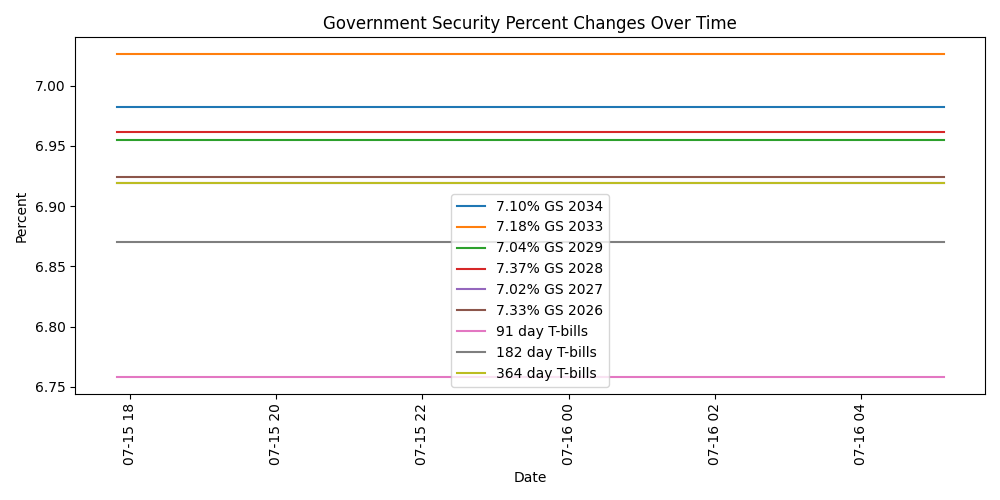 Government Security Percent Changes Over Time
Percent
7.00
6.95
6.90
6.85
6.80
6.75
7.10% GS 2034
7.18% GS 2033
7.04% GS 2029
7.37% GS 2028
7.02% GS 2027
7.33% GS 2026
91 day T-bills
182 day T-bills
364 day T-bills
07-15 18
07-15 20
07-15 22
07-16 00
07-16 02
07-16 04
Date